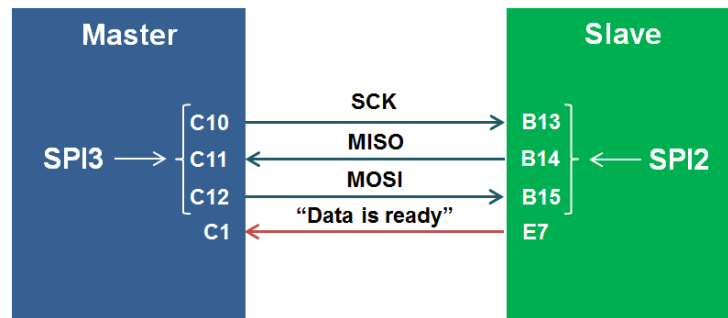 Master
Slave
SCK
C10
B13
MISO
SPI3
C11
B14
SPI2
MOSI
C12
B15
“Data is ready”
C1
E7